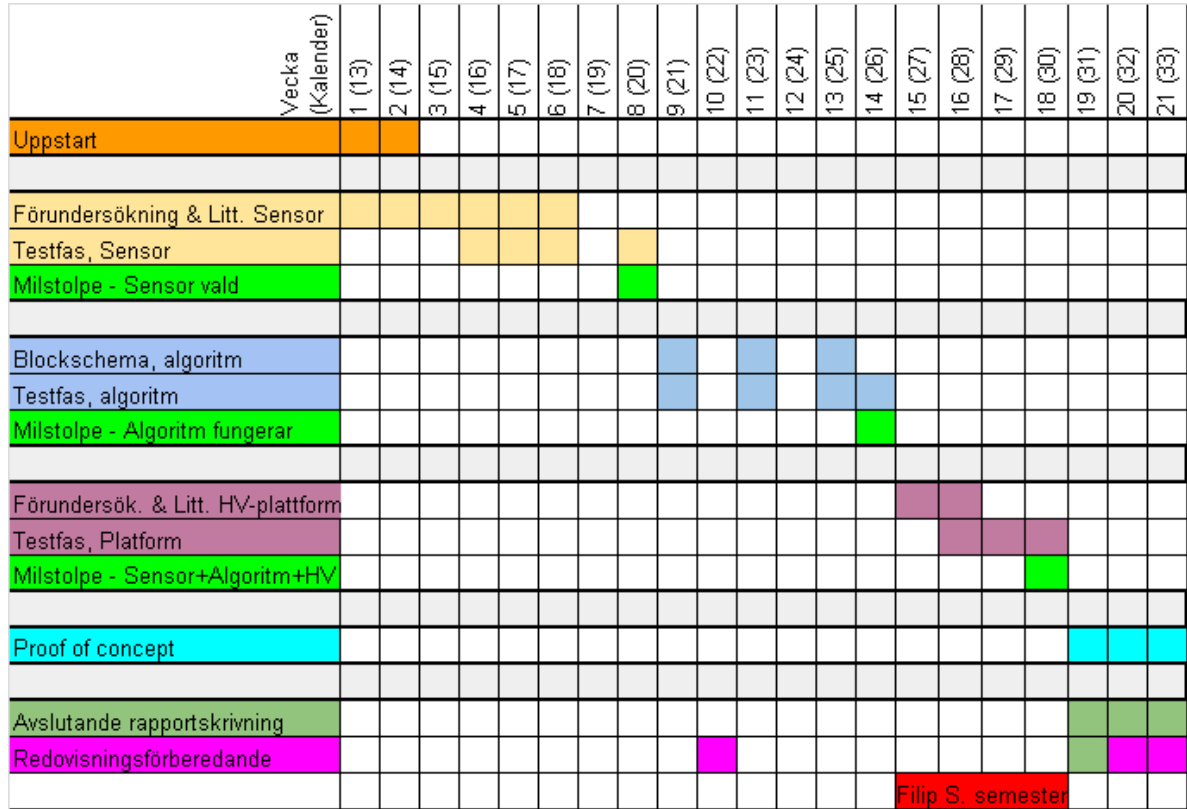 Vecka
(Kalender)
1 (13)
2 (14)
3 (15)
4 (16)
5 (17)
6 (18)
7 (19)
8 (20)
9 (21)
10 (22)
11 (23)
12 (24)
13 (25)
14 (26)
15 (27)
16 (28)
17 (29)
18 (30)
19 (31)
20 (32)
21 (33)
Uppstart
Förundersökning & Litt. Sensor
Testfas, Sensor
Milstolpe - Sensor vald
Blockschema, algoritm
Testfas, algoritm
Milstolpe - Algoritm fungerar
Förundersök. & Litt. HV-plattform
Testfas, Platform
Milstolpe - Sensor+Algoritm+HV
Proof of concept
Avslutande rapportskrivning
Redovisningsförberedande
Filip S. semester